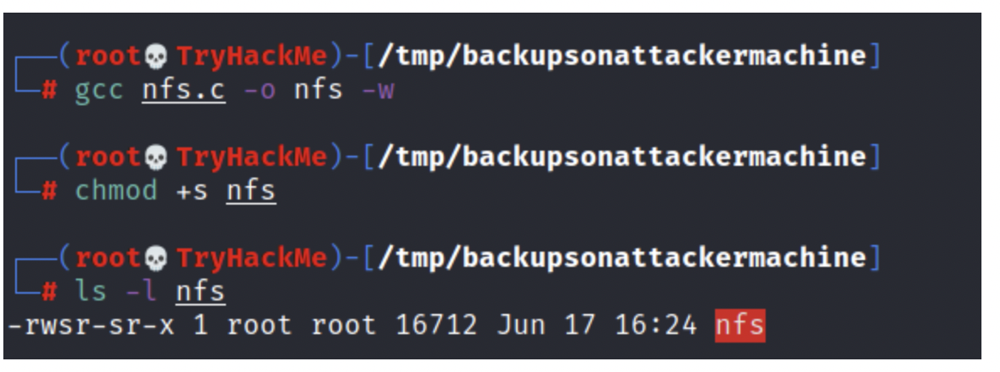 (root💀TryHackMe)-[/tmp/backupsonattackermachine]
# gcc nfs.c -o nfs -w
(root💀TryHackMe)-[/tmp/backupsonattackermachine]
# chmod +s nfs
(root💀TryHackMe)-[/tmp/backupsonattackermachine]
# ls -l nfs
-rwsr-sr-x 1 root root 16712 Jun 17 16:24 nfs